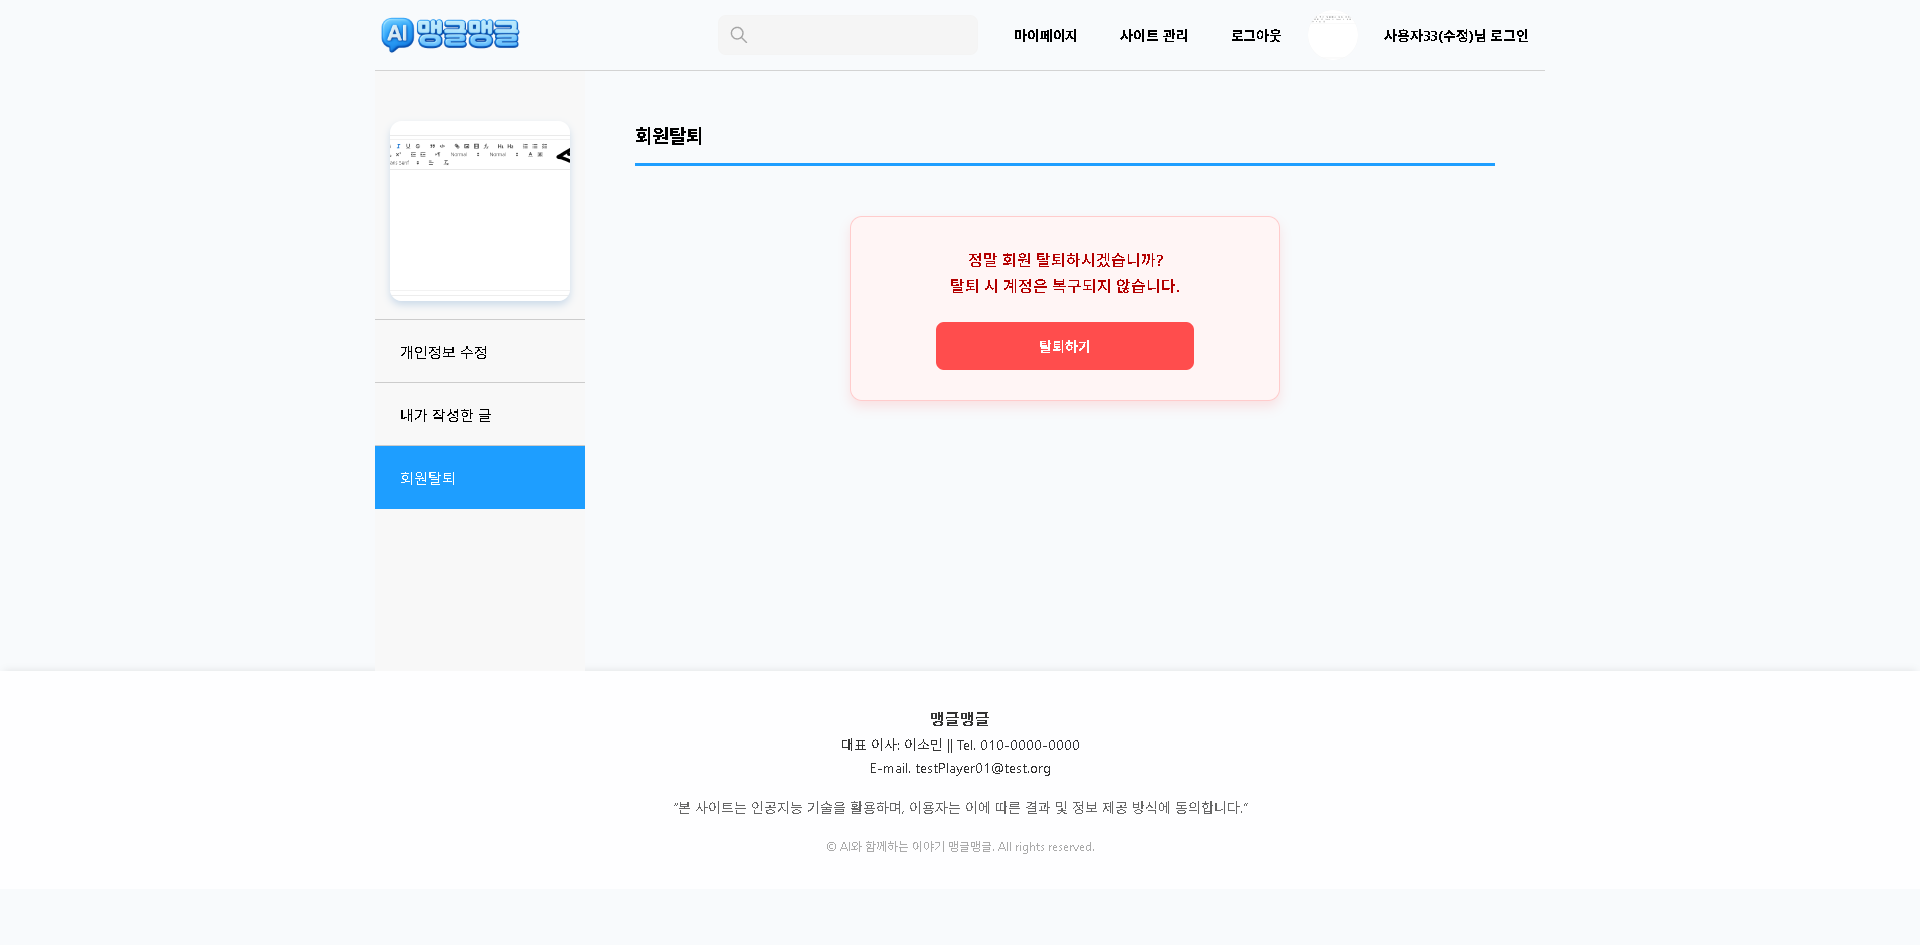 AI 맹글맹글
마이페이지 사이트 관리 로그아웃 사용자33(수정)님 로그인
회원탈퇴
정말 회원 탈퇴하시겠습니까?
탈퇴 시 계정은 복구되지 않습니다.
탈퇴하기
Normal Normal
개인정보 수정
내가 작성한 글
회원탈퇴
맹글맹글
대표 이사: 이소민 || Tel. 010-0000-0000
E-mail. testPlayer01@test.org
"본 사이트는 인공지능 기술을 활용하며, 이용자는 이에 따른 결과 및 정보 제공 방식에 동의합니다."
© AI와 함께하는 이야기 맹글맹글. All rights reserved.